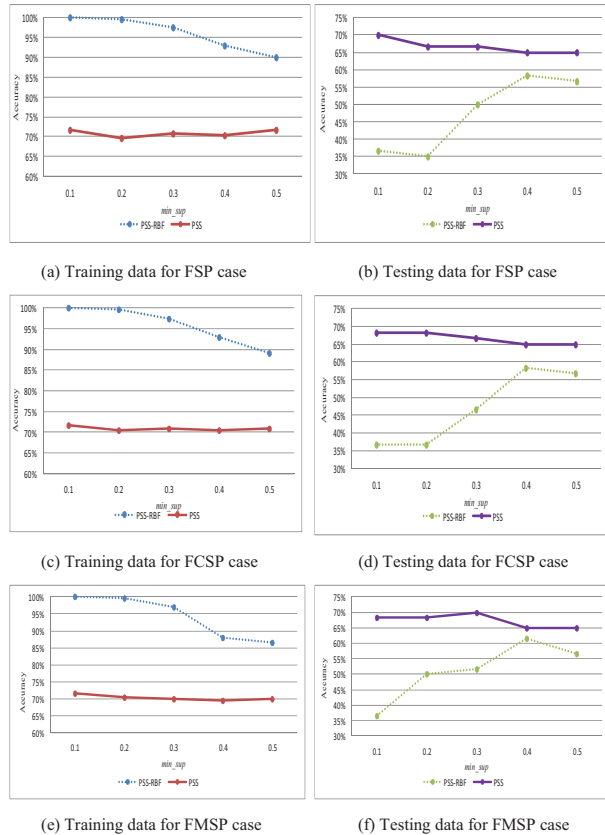 100%
95%
90%
85%
80%
75%
70%
65%
60%
Accuracy
0.1 0.2 0.3 0.4 0.5
min_sup
PSS-RBF PSS
(a) Training data for FSP case
75%
70%
65%
60%
55%
50%
45%
40%
35%
30%
Accuracy
0.1 0.2 0.3 0.4 0.5
min_sup
PSS-RBF PSS
(b) Testing data for FSP case
100%
95%
90%
85%
80%
75%
70%
65%
60%
Accuracy
0.1 0.2 0.3 0.4 0.5
min_sup
PSS-RBF PSS
(c) Training data for FCSP case
75%
70%
65%
60%
55%
50%
45%
40%
35%
30%
Accuracy
0.1 0.2 0.3 0.4 0.5
min_sup
PSS-RBF PSS
(d) Testing data for FCSP case
100%
95%
90%
85%
80%
75%
70%
65%
60%
Accuracy
0.1 0.2 0.3 0.4 0.5
min_sup
PSS-RBF PSS
(e) Training data for FMSP case
75%
70%
65%
60%
55%
50%
45%
40%
35%
30%
Accuracy
0.1 0.2 0.3 0.4 0.5
min_sup
PSS-RBF PSS
(f) Testing data for FMSP case